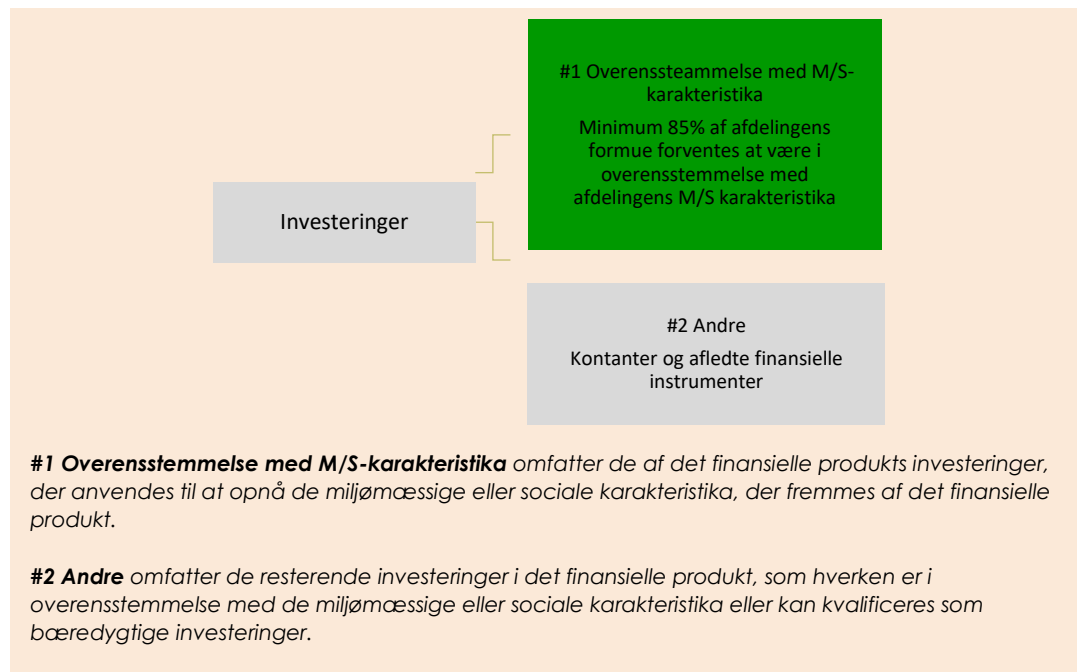 #1 Overenssteammelse med M/S-
karakteristika
Minimum 85% af afdelingens
formue forventes at være i
overensstemmelse med
afdelingens M/S karakteristika
Investeringer
#2 Andre
Kontanter og afledte finansielle
instrumenter
#1 Overensstemmelse med M/S-karakteristika omfatter de af det finansielle produkts investeringer,
der anvendes til at opnå de miljømæssige eller sociale karakteristika, der fremmes af det finansielle
produkt.
#2 Andre omfatter de resterende investeringer i det finansielle produkt, som hverken er i
overensstemmelse med de miljømæssige eller sociale karakteristika eller kan kvalificeres som
bæredygtige investeringer.